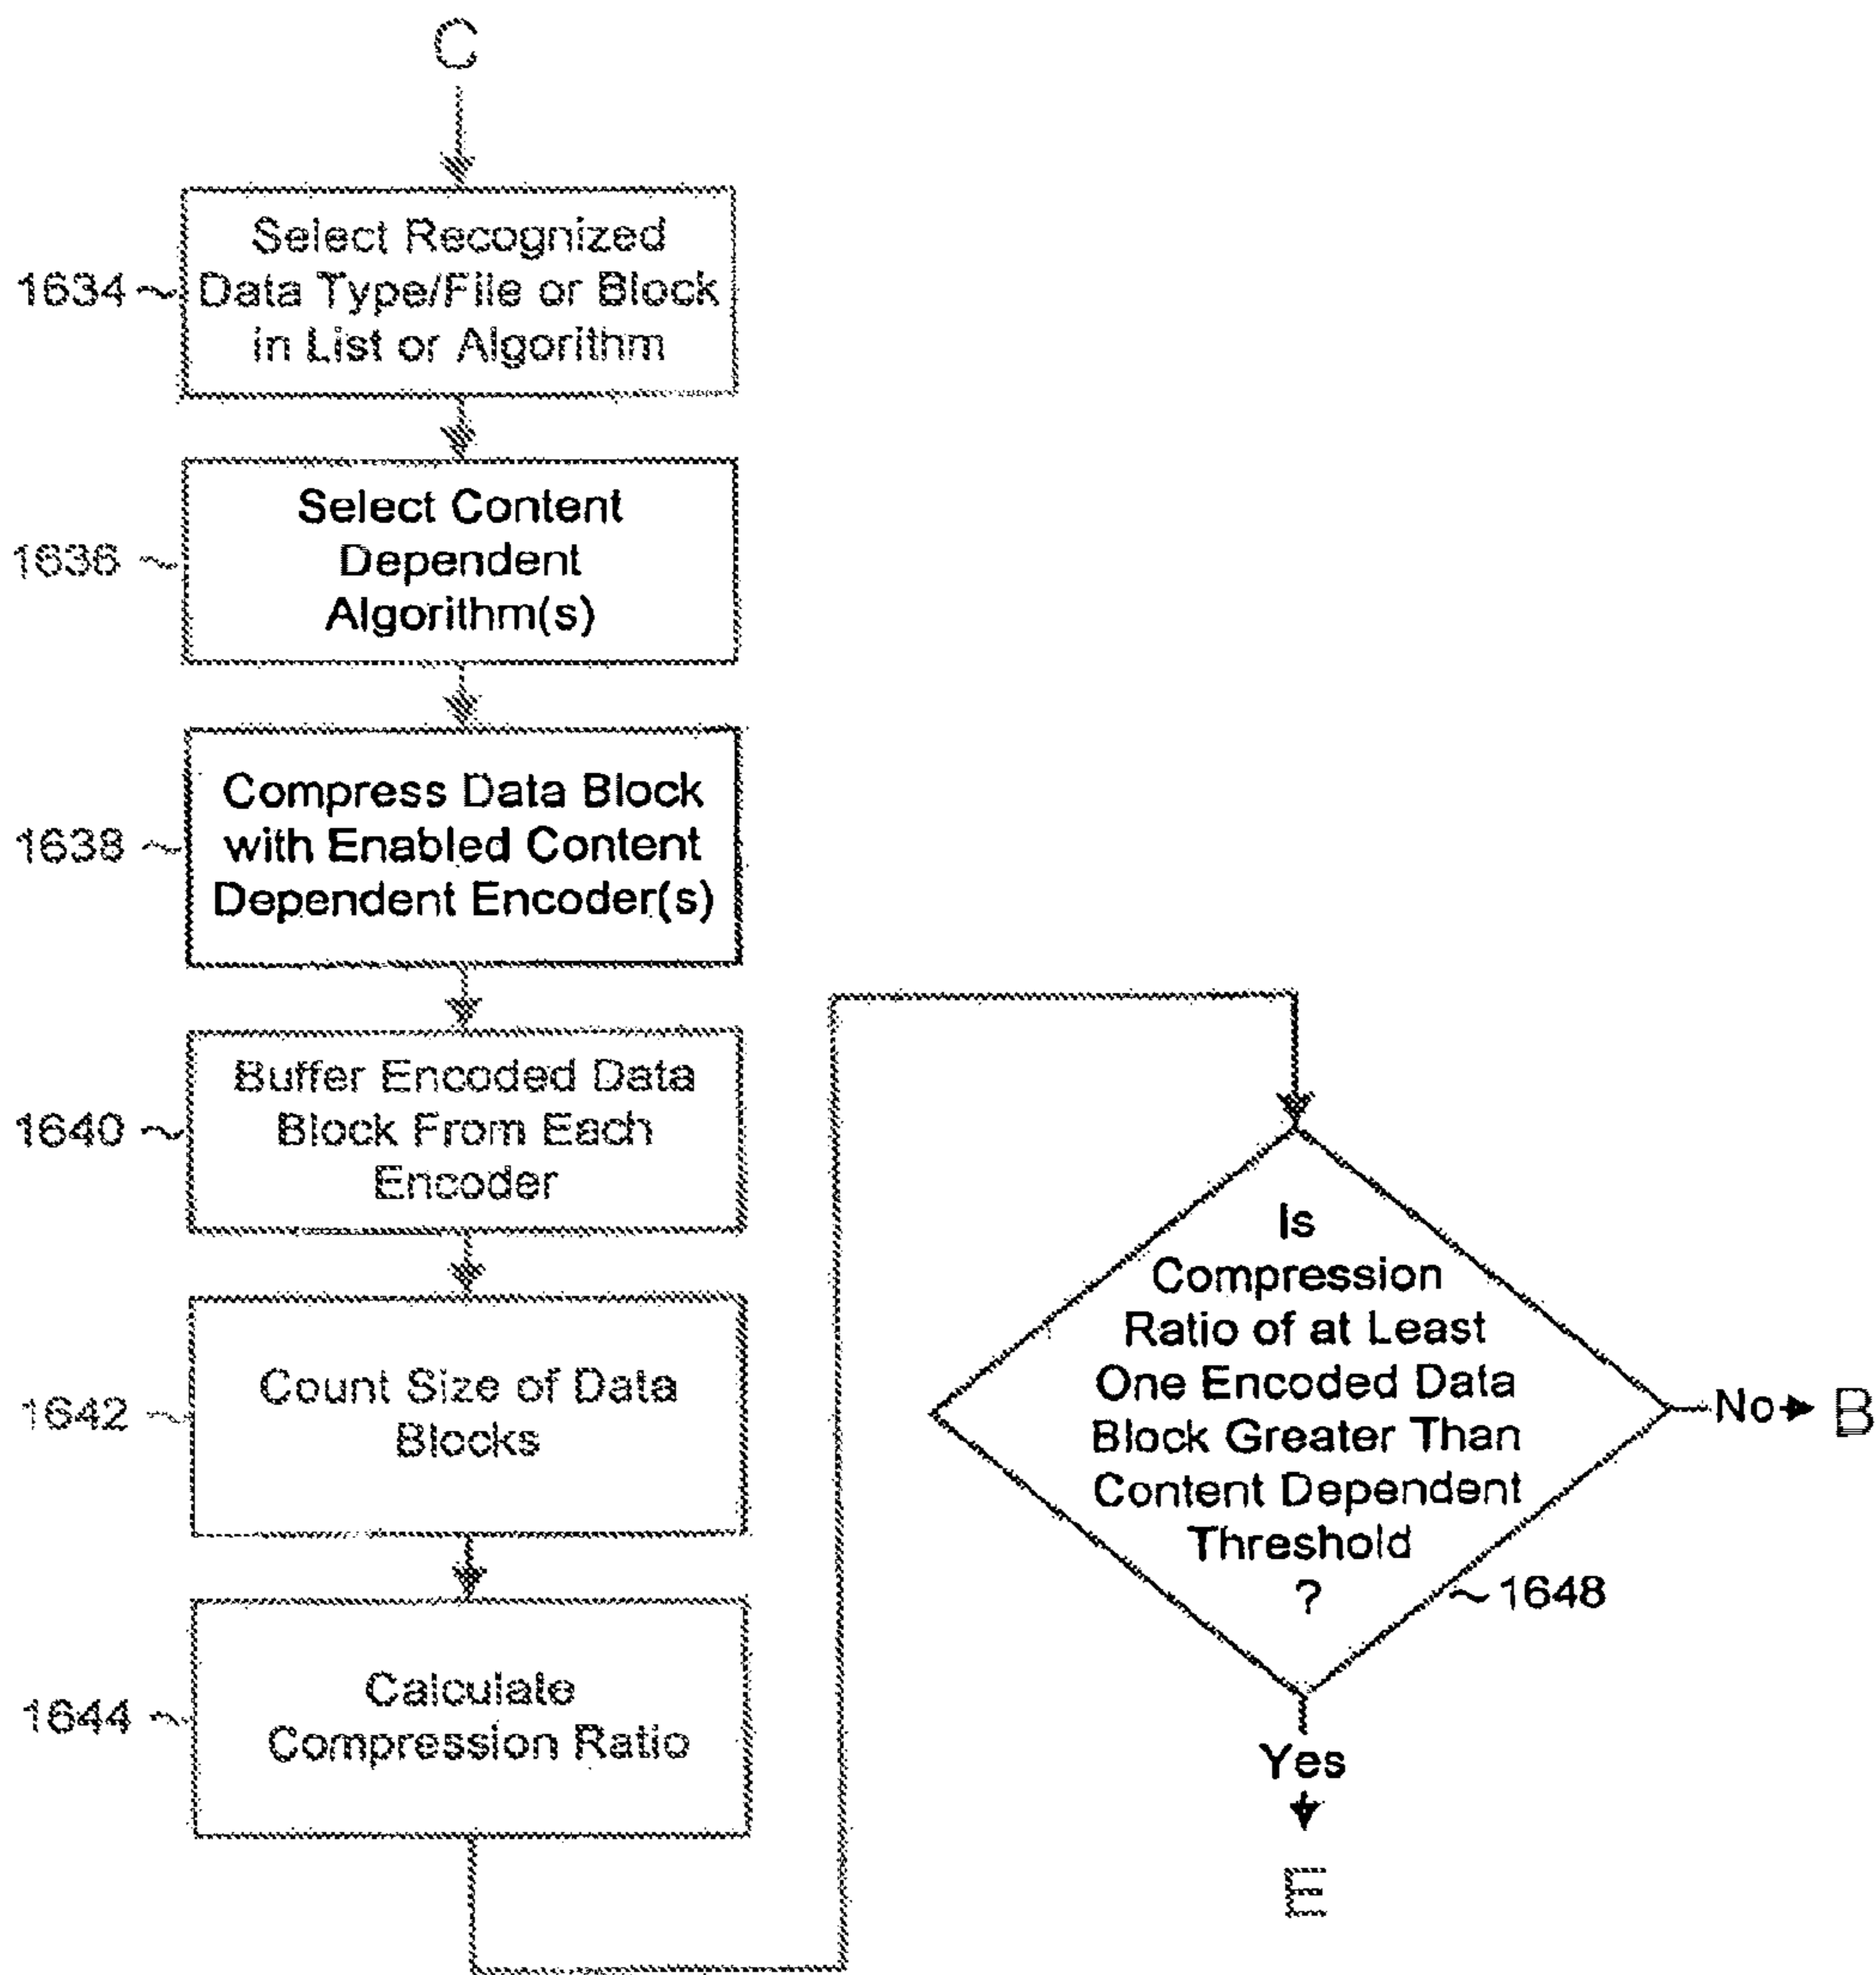 C
1634
Select Recognized
Data Type/File or Block
in List or Algorithm
1636
Select Content
Dependent
Algorithm(s)
1638
Compress Data Block
with Enabled Content
Dependent Encoder(s)
1640
Buffer Encoded Data
Block From Each
Encoder
1642
Count Size of Data
Blocks
1644
Calculate
Compression Ratio
Is
Compression
Ratio of at Least
One Encoded Data
Block Greater Than
Content Dependent
Threshold
?
1648
No
B
Yes
E